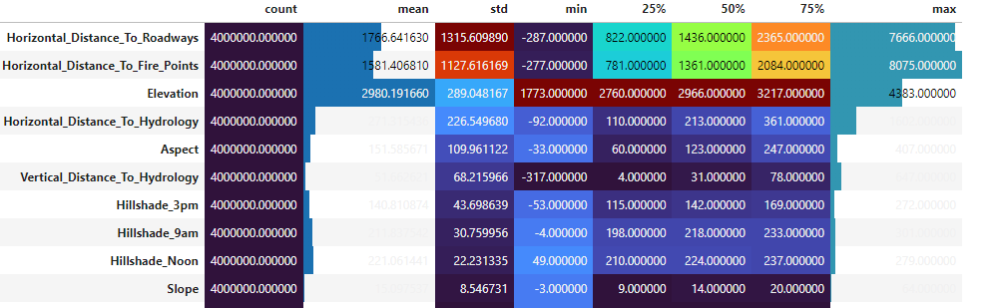 count mean std min 25% 50% 75% max
Horizontal_Distance_To_Roadways 4000000.000000 1766.641630 1315.609890 -287.000000 822.000000 1436.000000 2365.000000 7666.000000
Horizontal_Distance_To_Fire_Points 4000000.000000 1581.406810 1127.616169 -277.000000 781.000000 1361.000000 2084.000000 8075.000000
Elevation 4000000.000000 2980.191660 289.048167 1773.000000 2760.000000 2966.000000 3217.000000 4383.000000
Horizontal_Distance_To_Hydrology 4000000.000000 226.549680 -92.000000 110.000000 213.000000 361.000000
Aspect 4000000.000000 151.585671 109.961122 -33.000000 60.000000 123.000000 247.000000 407.000000
Vertical_Distance_To_Hydrology 4000000.000000 68.215966 -317.000000 4.000000 31.000000 78.000000
Hillshade_3pm 4000000.000000 140.810874 43.698639 -53.000000 115.000000 142.000000 169.000000 272.000000
Hillshade_9am 4000000.000000 30.759956 -4.000000 198.000000 218.000000 233.000000
Hillshade_Noon 4000000.000000 221.061441 22.231335 49.000000 210.000000 224.000000 237.000000 279.000000
Slope 4000000.000000 8.546731 -3.000000 9.000000 14.000000 20.000000